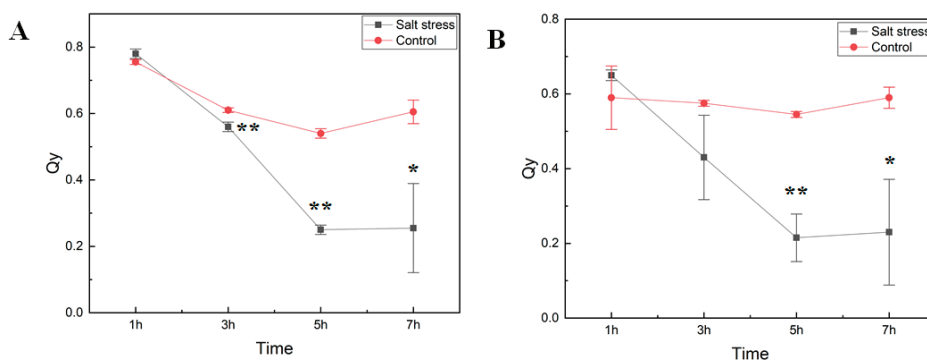 A
Salt stress
Control
0.8
0.6
0.4
0.2
0.0
Qy
**
**
*
1h
3h
5h
7h
Time
B
Salt stress
Control
0.8
0.6
0.4
0.2
0.0
Qy
**
*
1h
3h
5h
7h
Time